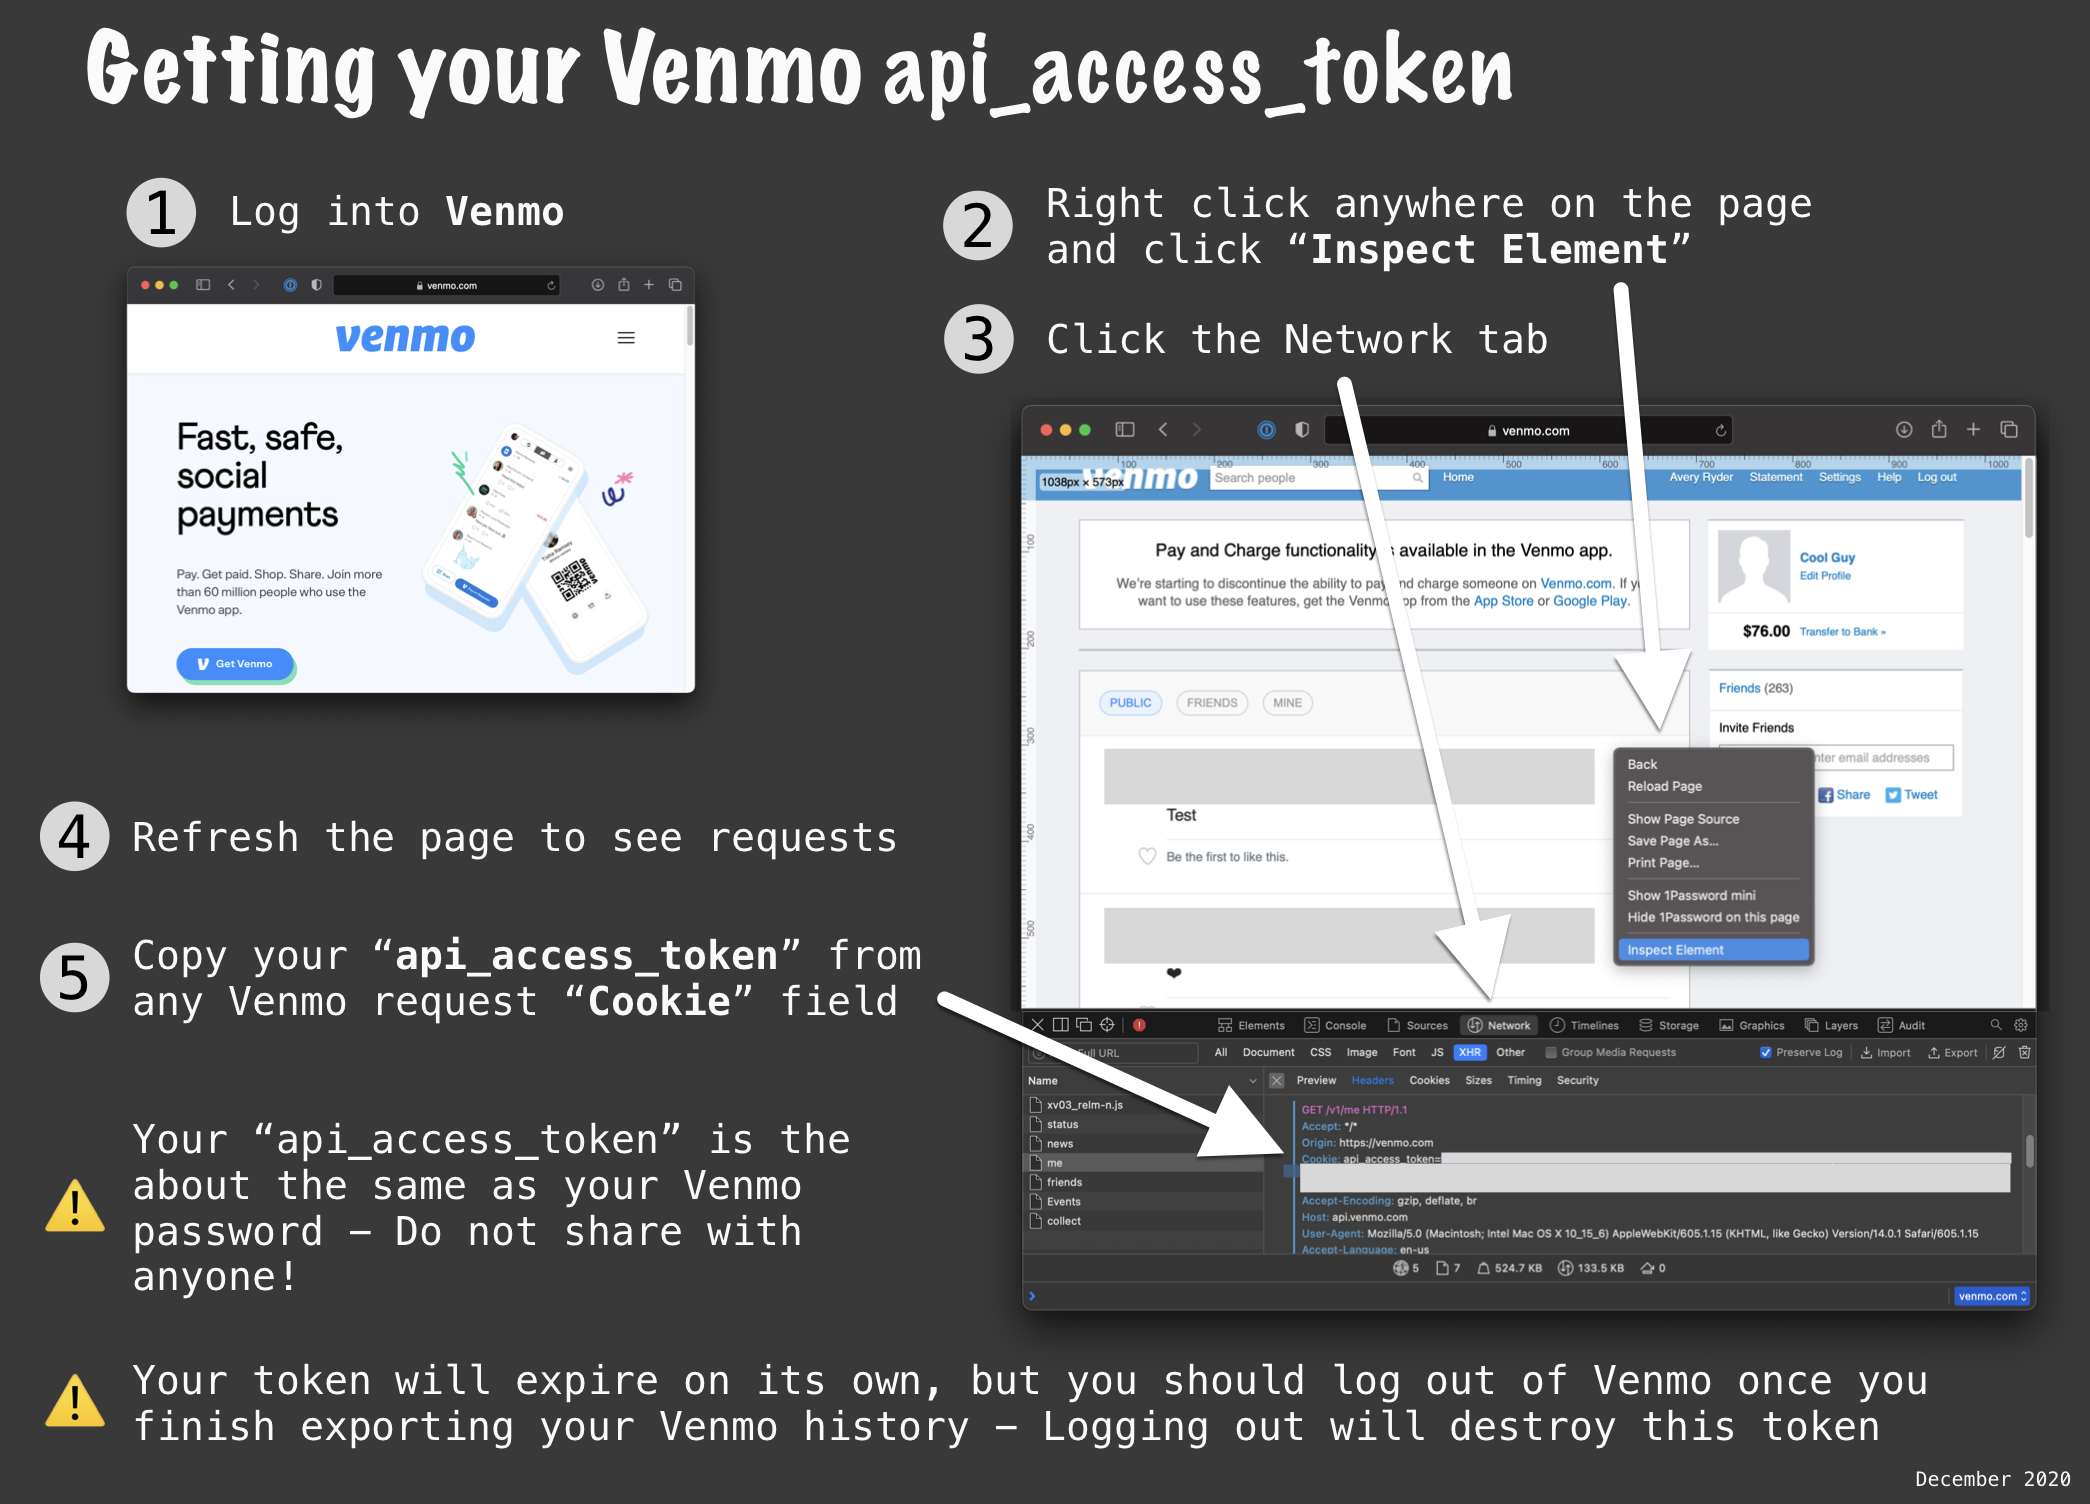 Getting your Venmo api_access_token
1 Log into Venmo
venmo.com
venmo
Fast, safe,
social
payments
Pay. Get paid. Shop. Share. Join more
than 60 million people who use the
Venmo app.
Get Venmo
2 Right click anywhere on the page
and click “Inspect Element”
3 Click the Network tab
venmo.com
100 200 300 400 500 600 700 800 900 1000
1038px × 573px
Search people
Home
Avery Ryder Statement Settings Help Log out
100
200
300
400
500
Pay and Charge functionality available in the Venmo app.
We're starting to discontinue the ability to pay and charge someone on Venmo.com. If
want to use these features, get the Venmo from the App Store or Google Play.
Cool Guy
Edit Profile
$76.00 Transfer to Bank »
Friends (263)
Invite Friends
email addresses
Share Tweet
PUBLIC FRIENDS MINE
Test
Be the first to like this.
Back
Reload Page
Show Page Source
Save Page As...
Print Page...
Show 1Password mini
Hide 1Password on this page
Inspect Element
Elements Console Sources Network Timelines Storage Graphics Layers Audit
Full URL
All Document CSS Image Font JS XHR Other Group Media Requests Preserve Log Import Export
Name
Preview Headers Cookies Sizes Timing Security
xv03_relm-n.js
status
news
me
friends
Events
collect
GET /v1/me HTTP/1.1
Accept: */*
Origin: https://venmo.com
Cookie: api_access_token=
Accept-Encoding: gzip, deflate, br
Host: api.venmo.com
User-Agent: Mozilla/5.0 (Macintosh; Intel Mac OS X 10_15_6) AppleWebKit/605.1.15 (KHTML, like Gecko) Version/14.0.1 Safari/605.1.15
Accept-Language: en-us
5 7 524.7 KB 133.5 KB 0
venmo.com
4 Refresh the page to see requests
5 Copy your “api_access_token” from
any Venmo request “Cookie” field
Your “api_access_token” is the
about the same as your Venmo
password – Do not share with
anyone!
Your token will expire on its own, but you should log out of Venmo once you
finish exporting your Venmo history – Logging out will destroy this token
December 2020